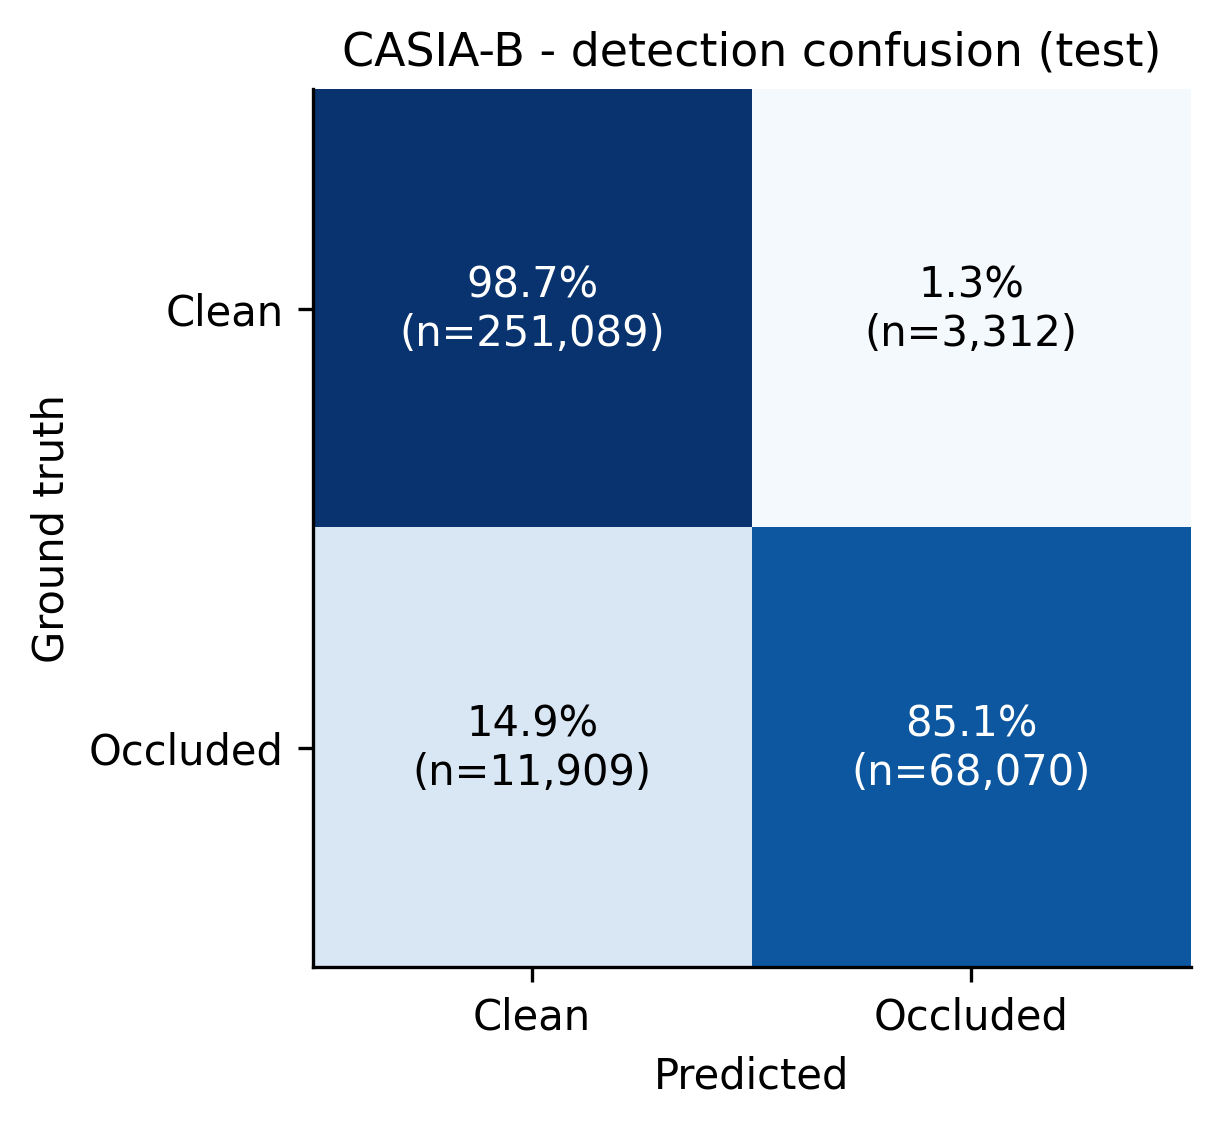 CASIA-B - detection confusion (test)
Ground truth
Clean
98.7%
(n=251,089)
1.3%
(n=3,312)
Occluded
14.9%
(n=11,909)
85.1%
(n=68,070)
Clean
Occluded
Predicted